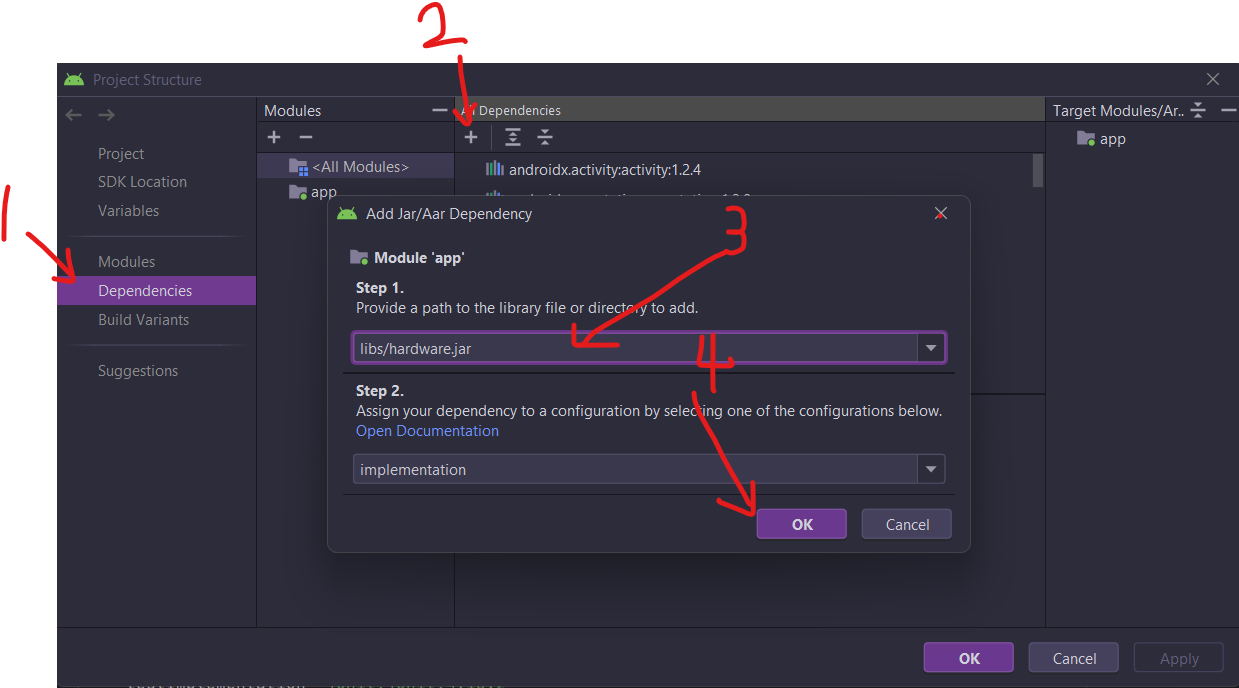 2
Project Structure
Modules
All Dependencies
Target Modules/Ar..
Project
SDK Location
Variables
Modules
Dependencies
Build Variants
Suggestions
<All Modules>
app
androidx.activity:activity:1.2.4
app
1
Add Jar/Aar Dependency
3
Module 'app'
Step 1.
Provide a path to the library file or directory to add.
libs/hardware.jar
4
Step 2.
Assign your dependency to a configuration by selecting one of the configurations below.
Open Documentation
implementation
OK
Cancel
OK
Cancel
Apply